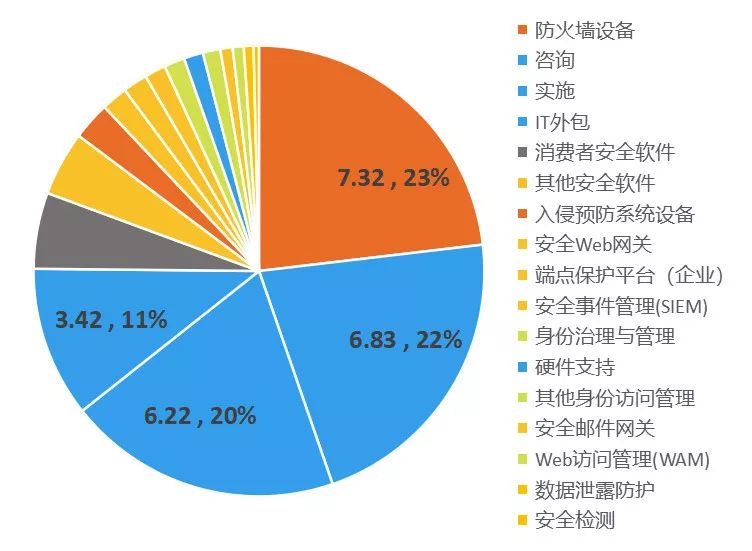 防火墙设备
咨询
实施
IT外包
消费者安全软件
其他安全软件
入侵预防系统设备
安全Web网关
端点保护平台（企业）
安全事件管理(SIEM)
身份治理与管理
硬件支持
其他身份访问管理
安全邮件网关
Web访问管理(WAM)
数据泄露防护
安全检测
7.32 , 23%
6.83 , 22%
6.22 , 20%
3.42 , 11%